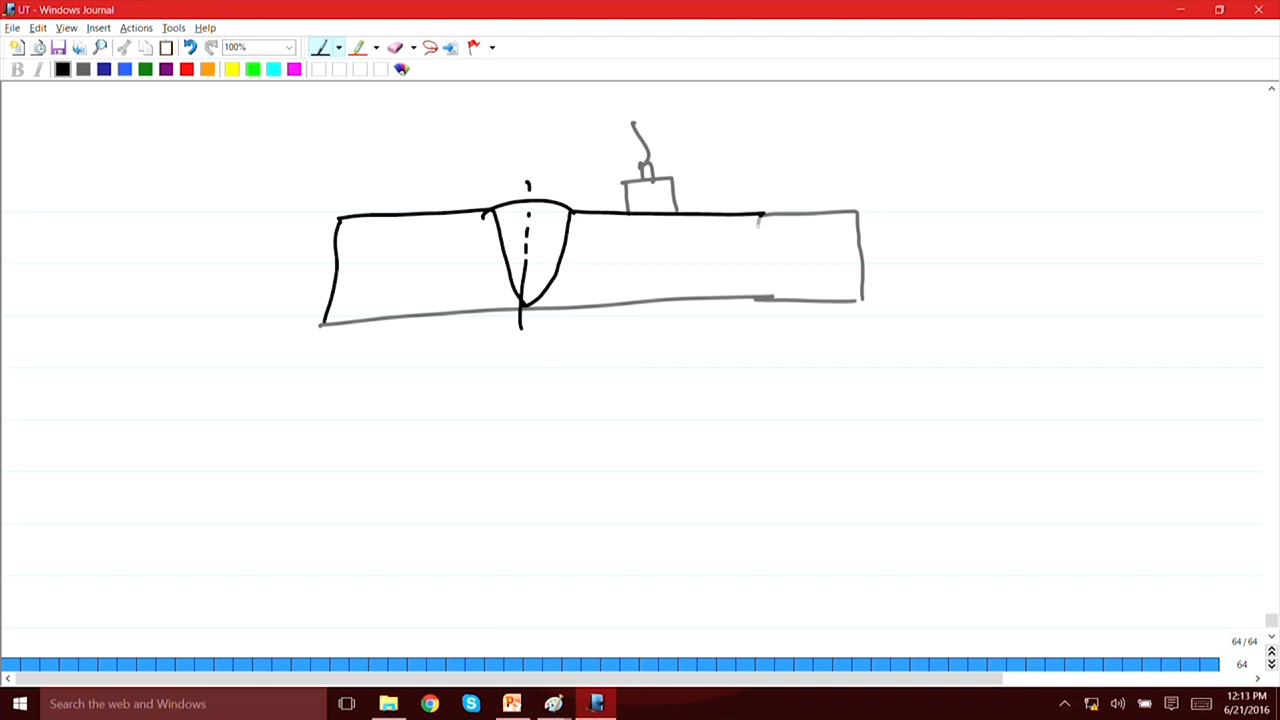 UT - Windows Journal
File Edit View Insert Actions Tools Help
100%
B I
64 / 64
64
Search the web and Windows
12:13 PM
6/21/2016